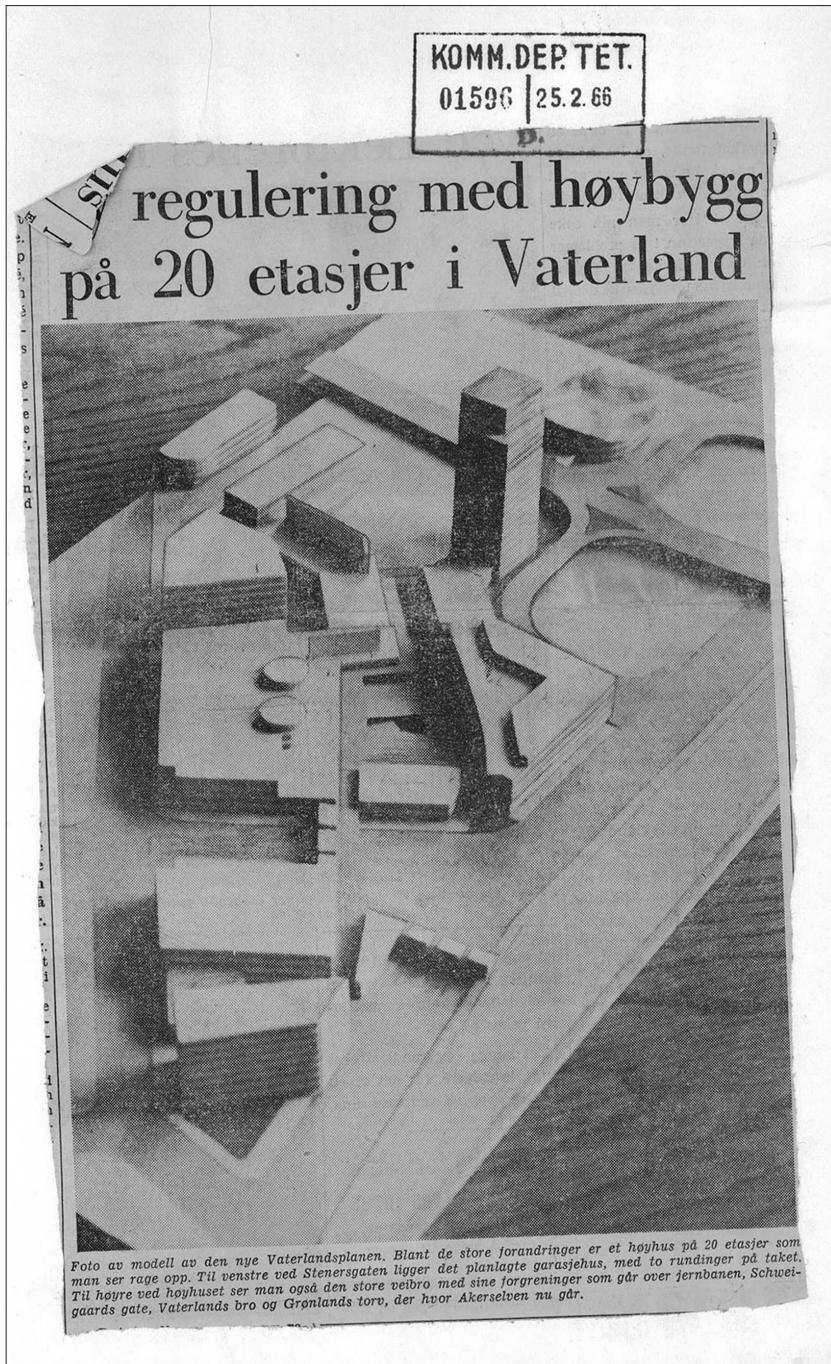 KOMM.DEP.TET.
01596 25.2.66
D.
regulering med høybygg
på 20 etasjer i Vaterland
Foto av modell av den nye Vaterlandsplanen. Blant de store forandringer er et høyhus på 20 etasjer som
man ser rage opp. Til venstre ved Stenersgaten ligger det planlagte garasjehus, med to rundinger på taket.
Til høyre ved høyhuset ser man også den store veibro med sine forgreninger som går over jernbanen, Schwei-
gaards gate, Vaterlands bro og Grønlands torv, der hvor Akerselven nu går.